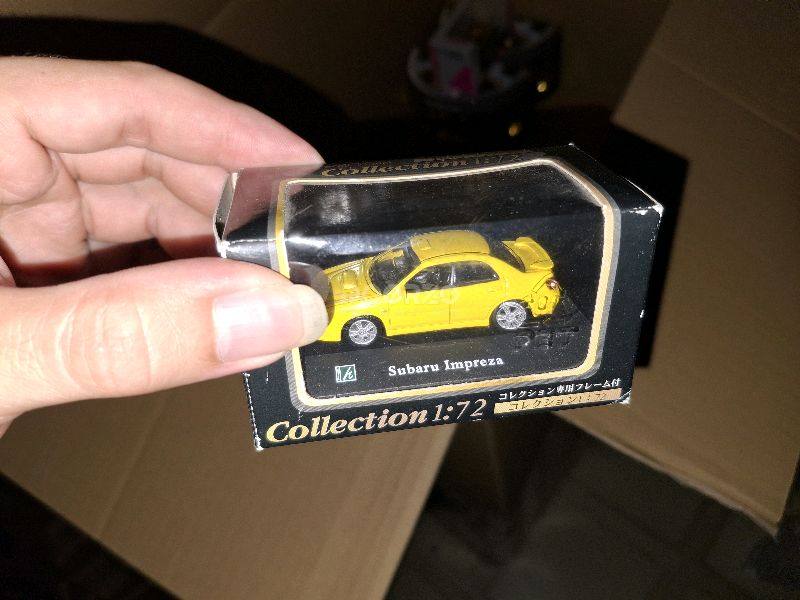 Collection 1:72
Subaru Impreza
Collection 1:72
コレクション専用フレーム付
コレクション1:72
PET